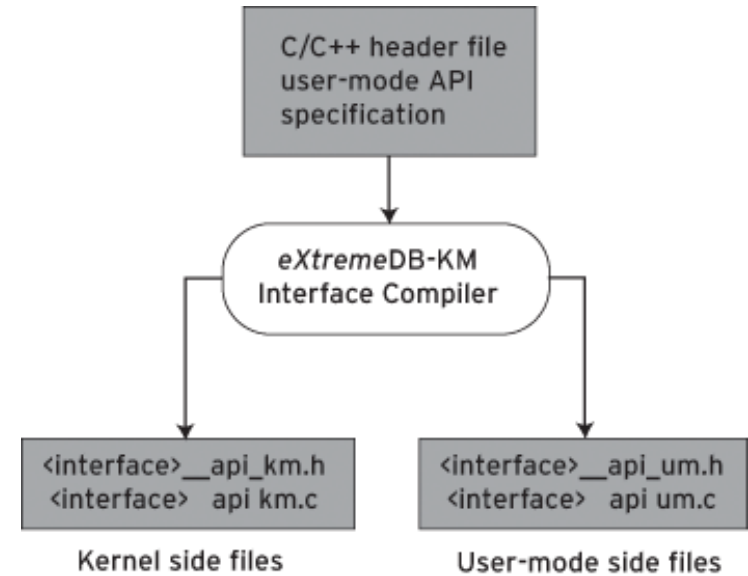 C/C++ header file
user-mode API
specification
eXtremeDB-KM
Interface Compiler
<interface>__api_km.h
<interface> api km.c
<interface>__api_um.h
<interface> api um.c
Kernel side files
User-mode side files